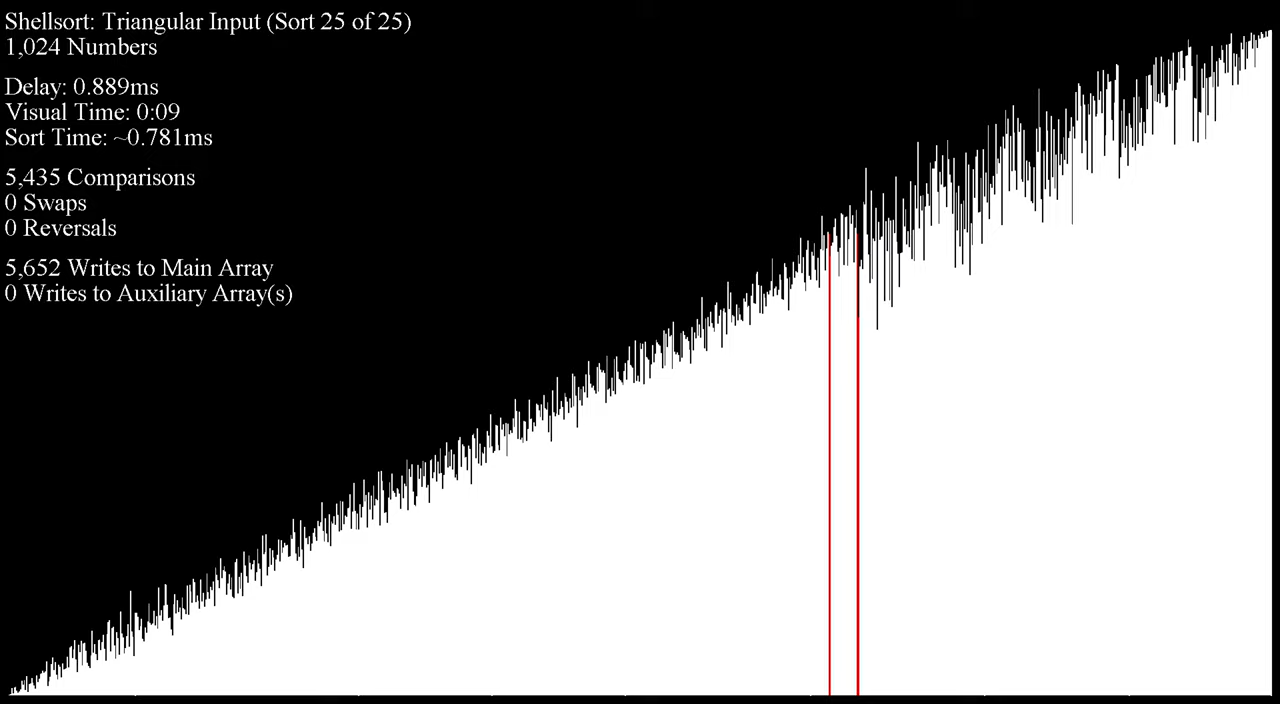 Shellsort: Triangular Input (Sort 25 of 25)
1,024 Numbers
Delay: 0.889ms
Visual Time: 0:09
Sort Time: ~0.781ms
5,435 Comparisons
0 Swaps
0 Reversals
5,652 Writes to Main Array
0 Writes to Auxiliary Array(s)